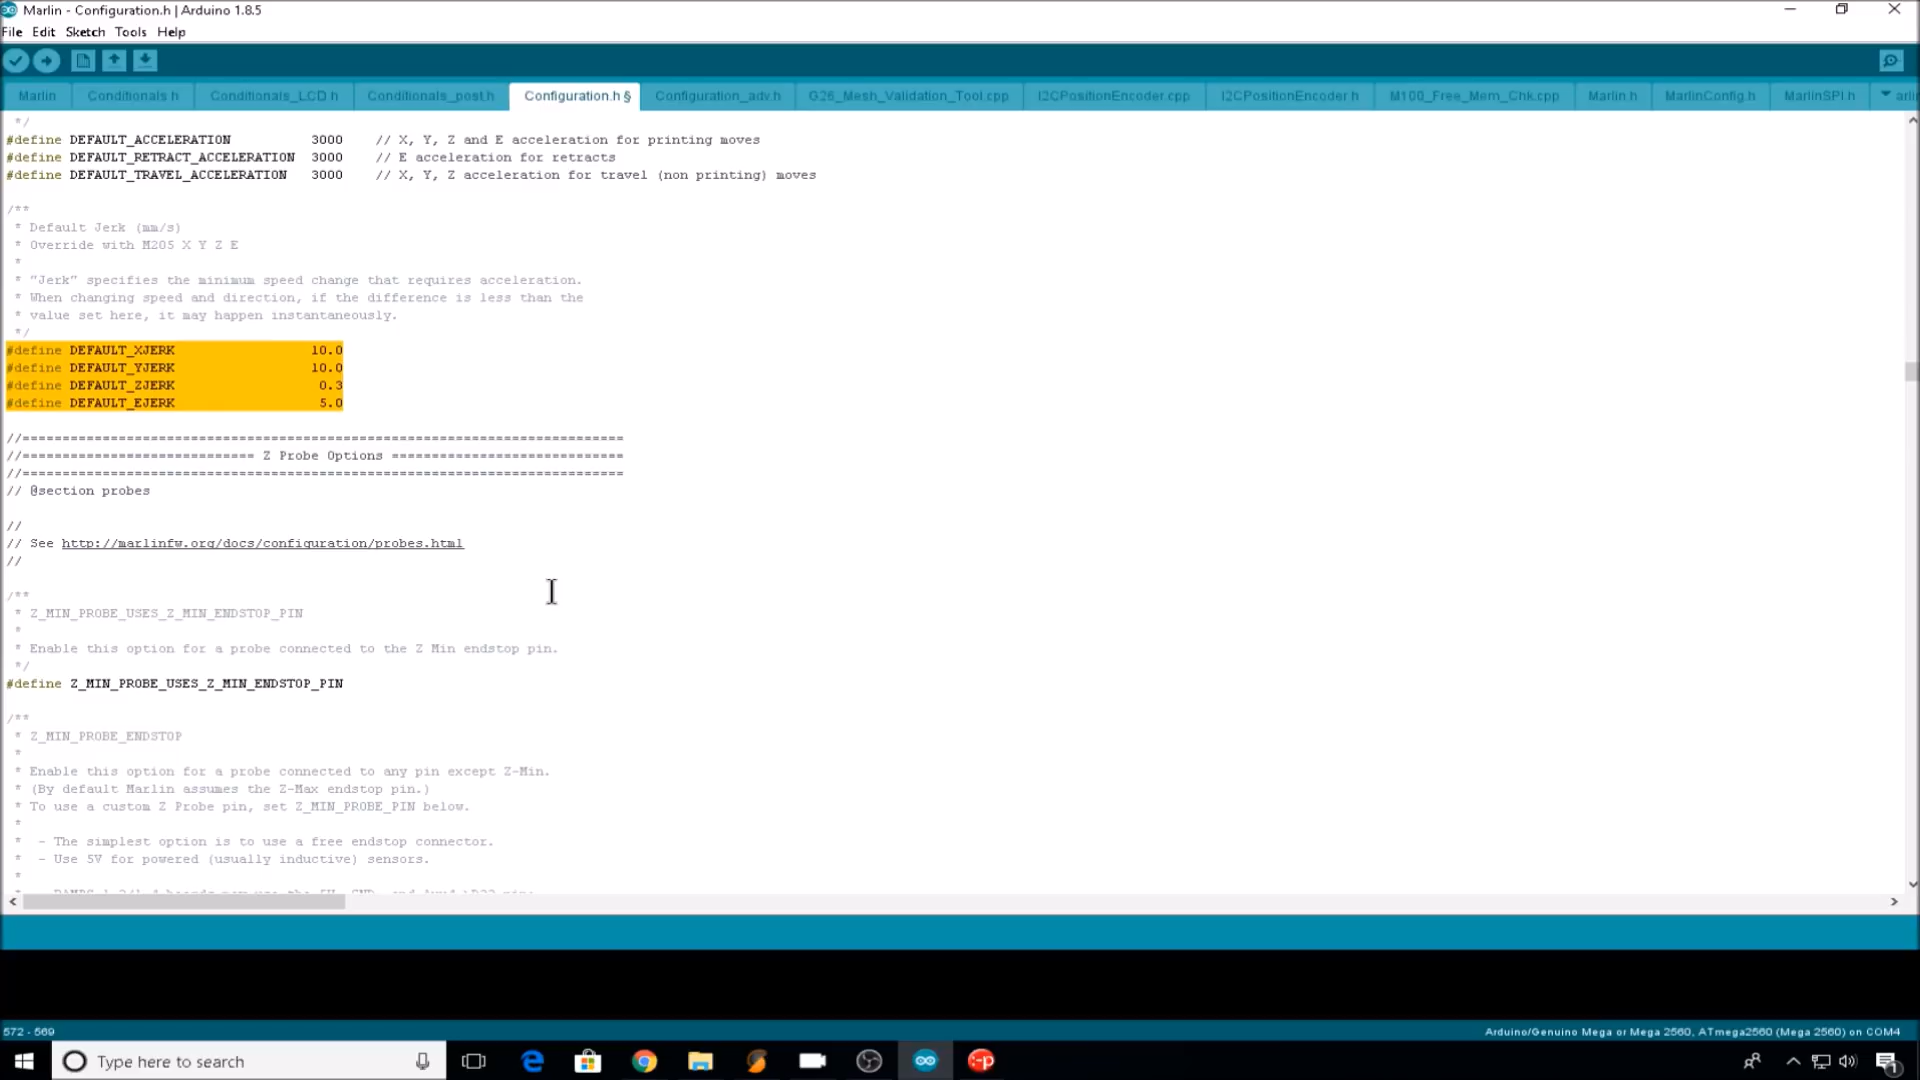 Marlin - Configuration.h | Arduino 1.8.5
File Edit Sketch Tools Help
Marlin Conditionals.h Conditionals_LCD.h Conditionals_post.h Configuration.h § Configuration_adv.h G26_Mesh_Validation_Tool.cpp I2CPositionEncoder.cpp I2CPositionEncoder.h M100_Free_Mem_Chk.cpp Marlin.h MarlinConfig.h MarlinSPI.h
*/
#define DEFAULT_ACCELERATION 3000 // X, Y, Z and E acceleration for printing moves
#define DEFAULT_RETRACT_ACCELERATION 3000 // E acceleration for retracts
#define DEFAULT_TRAVEL_ACCELERATION 3000 // X, Y, Z acceleration for travel (non printing) moves
/**
* Default Jerk (mm/s)
* Override with M205 X Y Z E
*
* "Jerk" specifies the minimum speed change that requires acceleration.
* When changing speed and direction, if the difference is less than the
* value set here, it may happen instantaneously.
*/
#define DEFAULT_XJERK 10.0
#define DEFAULT_YJERK 10.0
#define DEFAULT_ZJERK 0.3
#define DEFAULT_EJERK 5.0
//===========================================================================
//============================= Z Probe Options =============================
//===========================================================================
// @section probes
//
// See http://marlinfw.org/docs/configuration/probes.html
//
/**
* Z_MIN_PROBE_USES_Z_MIN_ENDSTOP_PIN
*
* Enable this option for a probe connected to the Z Min endstop pin.
*/
#define Z_MIN_PROBE_USES_Z_MIN_ENDSTOP_PIN
/**
* Z_MIN_PROBE_ENDSTOP
*
* Enable this option for a probe connected to any pin except Z-Min.
* (By default Marlin assumes the Z-Max endstop pin.)
* To use a custom Z Probe pin, set Z_MIN_PROBE_PIN below.
*
* - The simplest option is to use a free endstop connector.
* - Use 5V for powered (usually inductive) sensors.
*
572 - 569
Arduino/Genuino Mega or Mega 2560, ATmega2560 (Mega 2560) on COM4
Type here to search